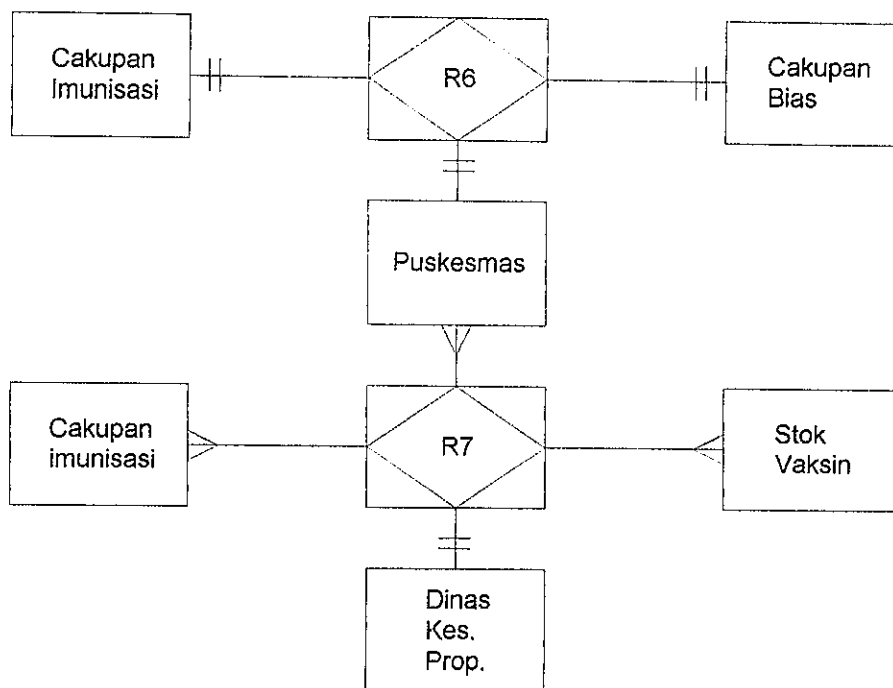 Cakupan
Imunisasi
R6
Cakupan
Bias
Puskesmas
Cakupan
imunisasi
R7
Stok
Vaksin
Dinas
Kes.
Prop.